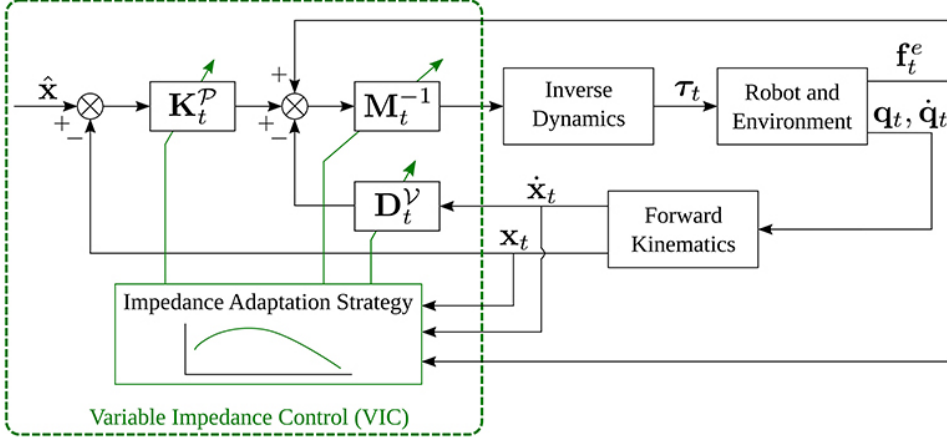 x̂
+
−
K_t^𝒫
+
+
−
M_t^{-1}
Inverse
Dynamics
τ_t
Robot and
Environment
f_t^e
q_t, q̇_t
D_t^𝒱
ẋ_t
x_t
Forward
Kinematics
Impedance Adaptation Strategy
Variable Impedance Control (VIC)